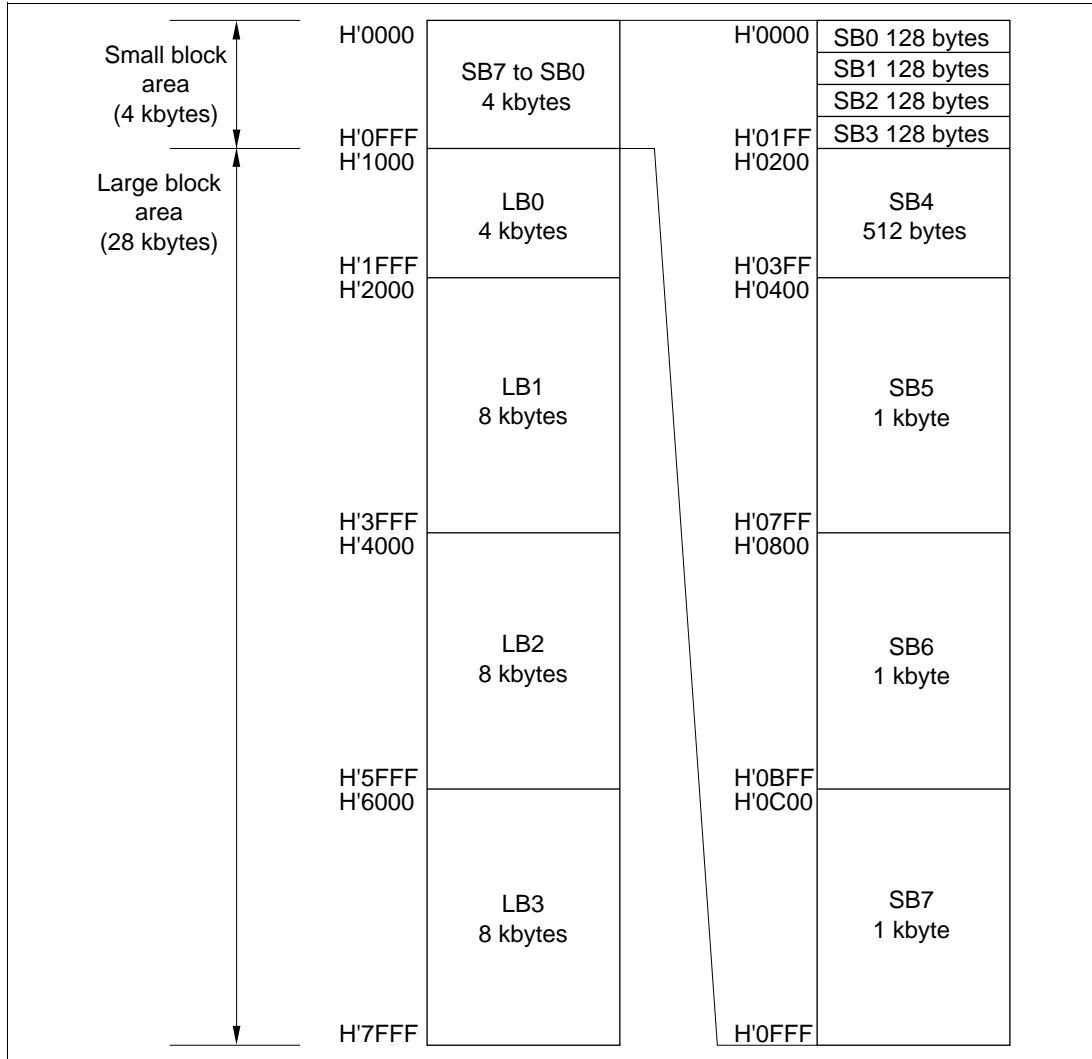 Small block
area
(4 kbytes)
Large block
area
(28 kbytes)
H'0000
SB7 to SB0
4 kbytes
H'0FFF
H'1000
LB0
4 kbytes
H'1FFF
H'2000
LB1
8 kbytes
H'3FFF
H'4000
LB2
8 kbytes
H'5FFF
H'6000
LB3
8 kbytes
H'7FFF
H'0000
SB0 128 bytes
SB1 128 bytes
SB2 128 bytes
SB3 128 bytes
H'01FF
H'0200
SB4
512 bytes
H'03FF
H'0400
SB5
1 kbyte
H'07FF
H'0800
SB6
1 kbyte
H'0BFF
H'0C00
SB7
1 kbyte
H'0FFF